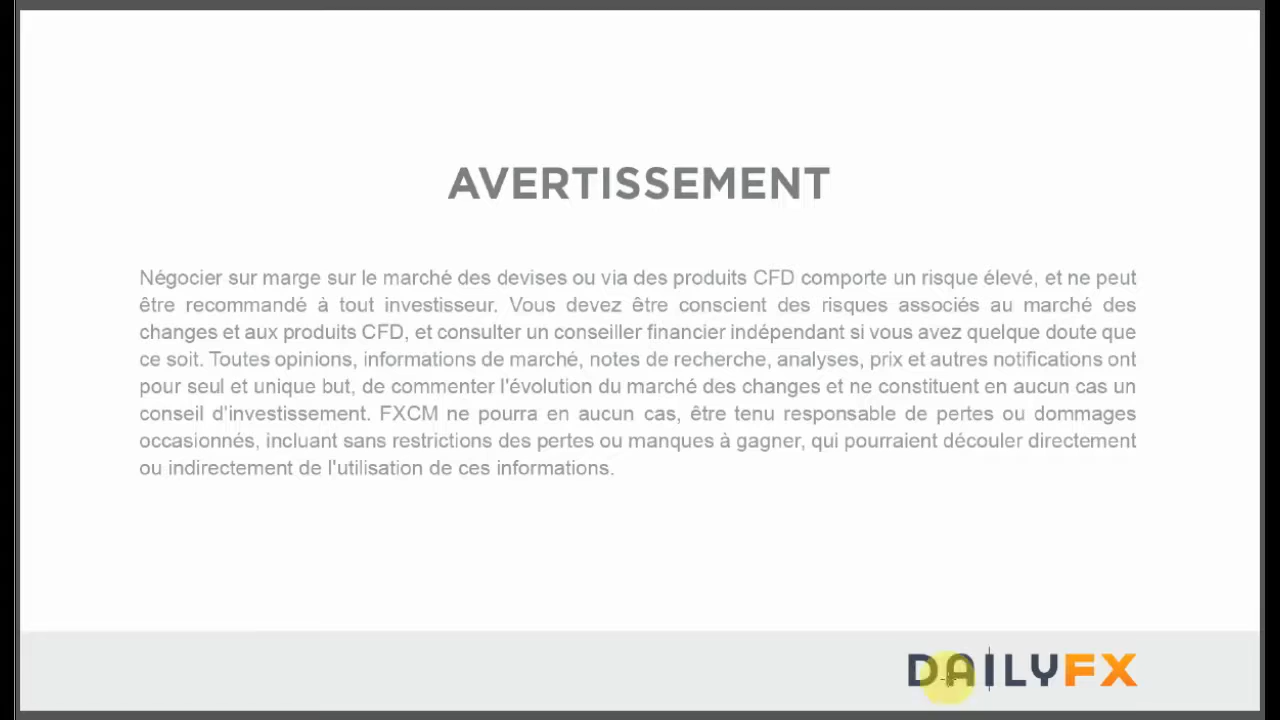 AVERTISSEMENT
Négocier sur marge sur le marché des devises ou via des produits CFD comporte un risque élevé, et ne peut
être recommandé à tout investisseur. Vous devez être conscient des risques associés au marché des
changes et aux produits CFD, et consulter un conseiller financier indépendant si vous avez quelque doute que
ce soit. Toutes opinions, informations de marché, notes de recherche, analyses, prix et autres notifications ont
pour seul et unique but, de commenter l'évolution du marché des changes et ne constituent en aucun cas un
conseil d'investissement. FXCM ne pourra en aucun cas, être tenu responsable de pertes ou dommages
occasionnés, incluant sans restrictions des pertes ou manques à gagner, qui pourraient découler directement
ou indirectement de l'utilisation de ces informations.
DAILYFX